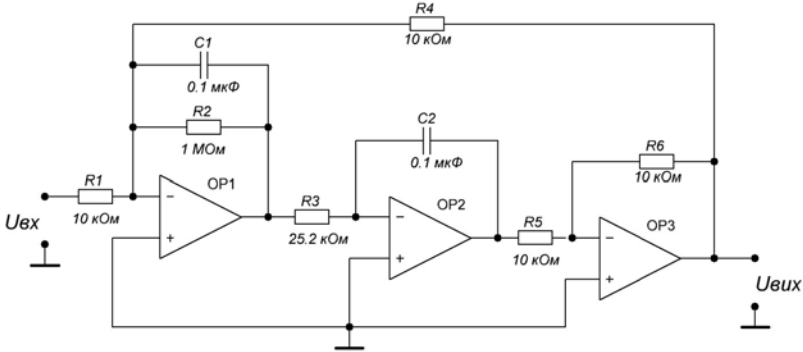 R4
10 кОм
C1
0.1 мкФ
R2
1 МОм
C2
0.1 мкФ
R6
10 кОм
R1
10 кОм
−
+
OP1
R3
25.2 кОм
−
+
OP2
R5
10 кОм
−
+
OP3
Uвх
Uвих